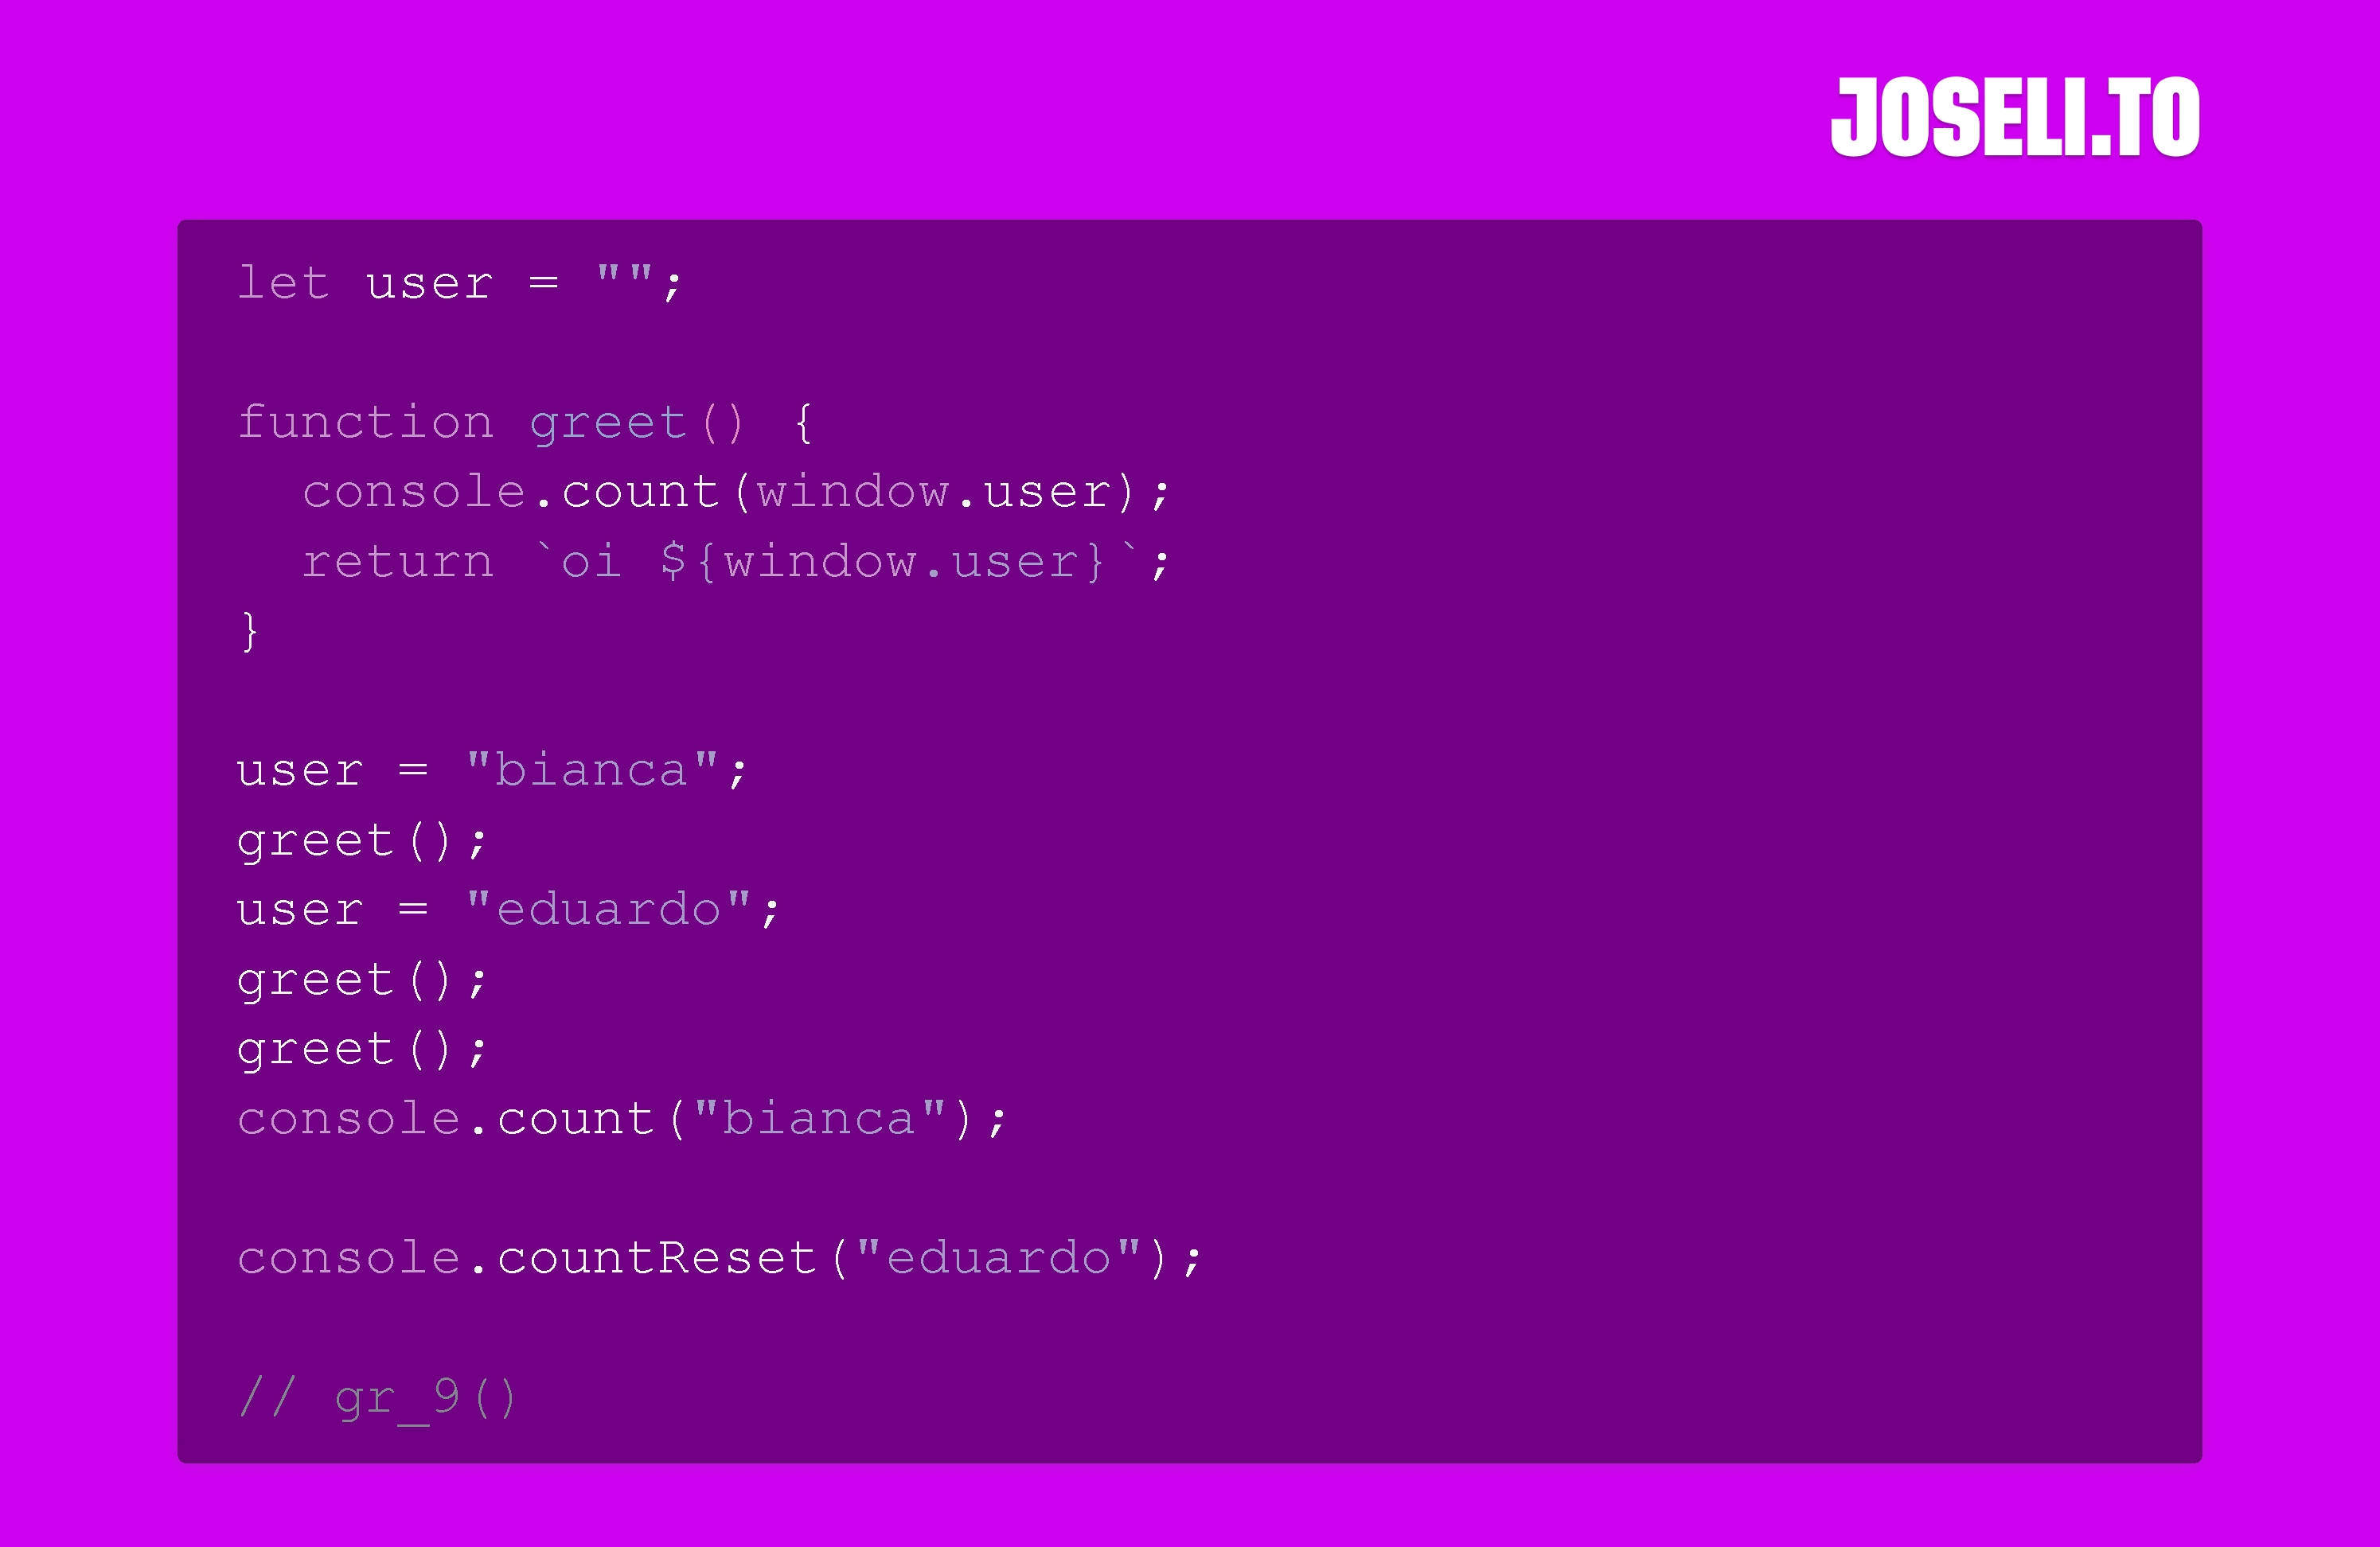 JOSELI.TO
let user = "";
function greet() {
  console.count(window.user);
  return `oi ${window.user}`;
}
user = "bianca";
greet();
user = "eduardo";
greet();
greet();
console.count("bianca");
console.countReset("eduardo");
// gr_9()